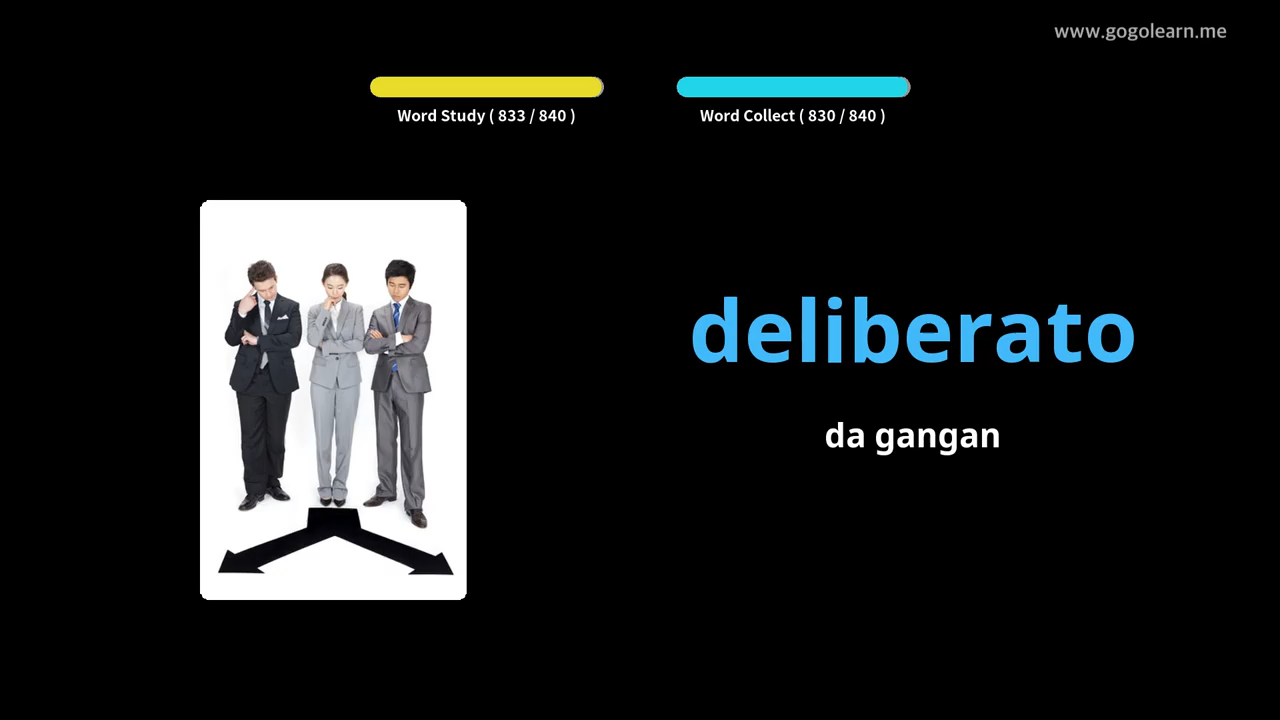 www.gogolearn.me
Word Study ( 833 / 840 )
Word Collect ( 830 / 840 )
deliberato
da gangan